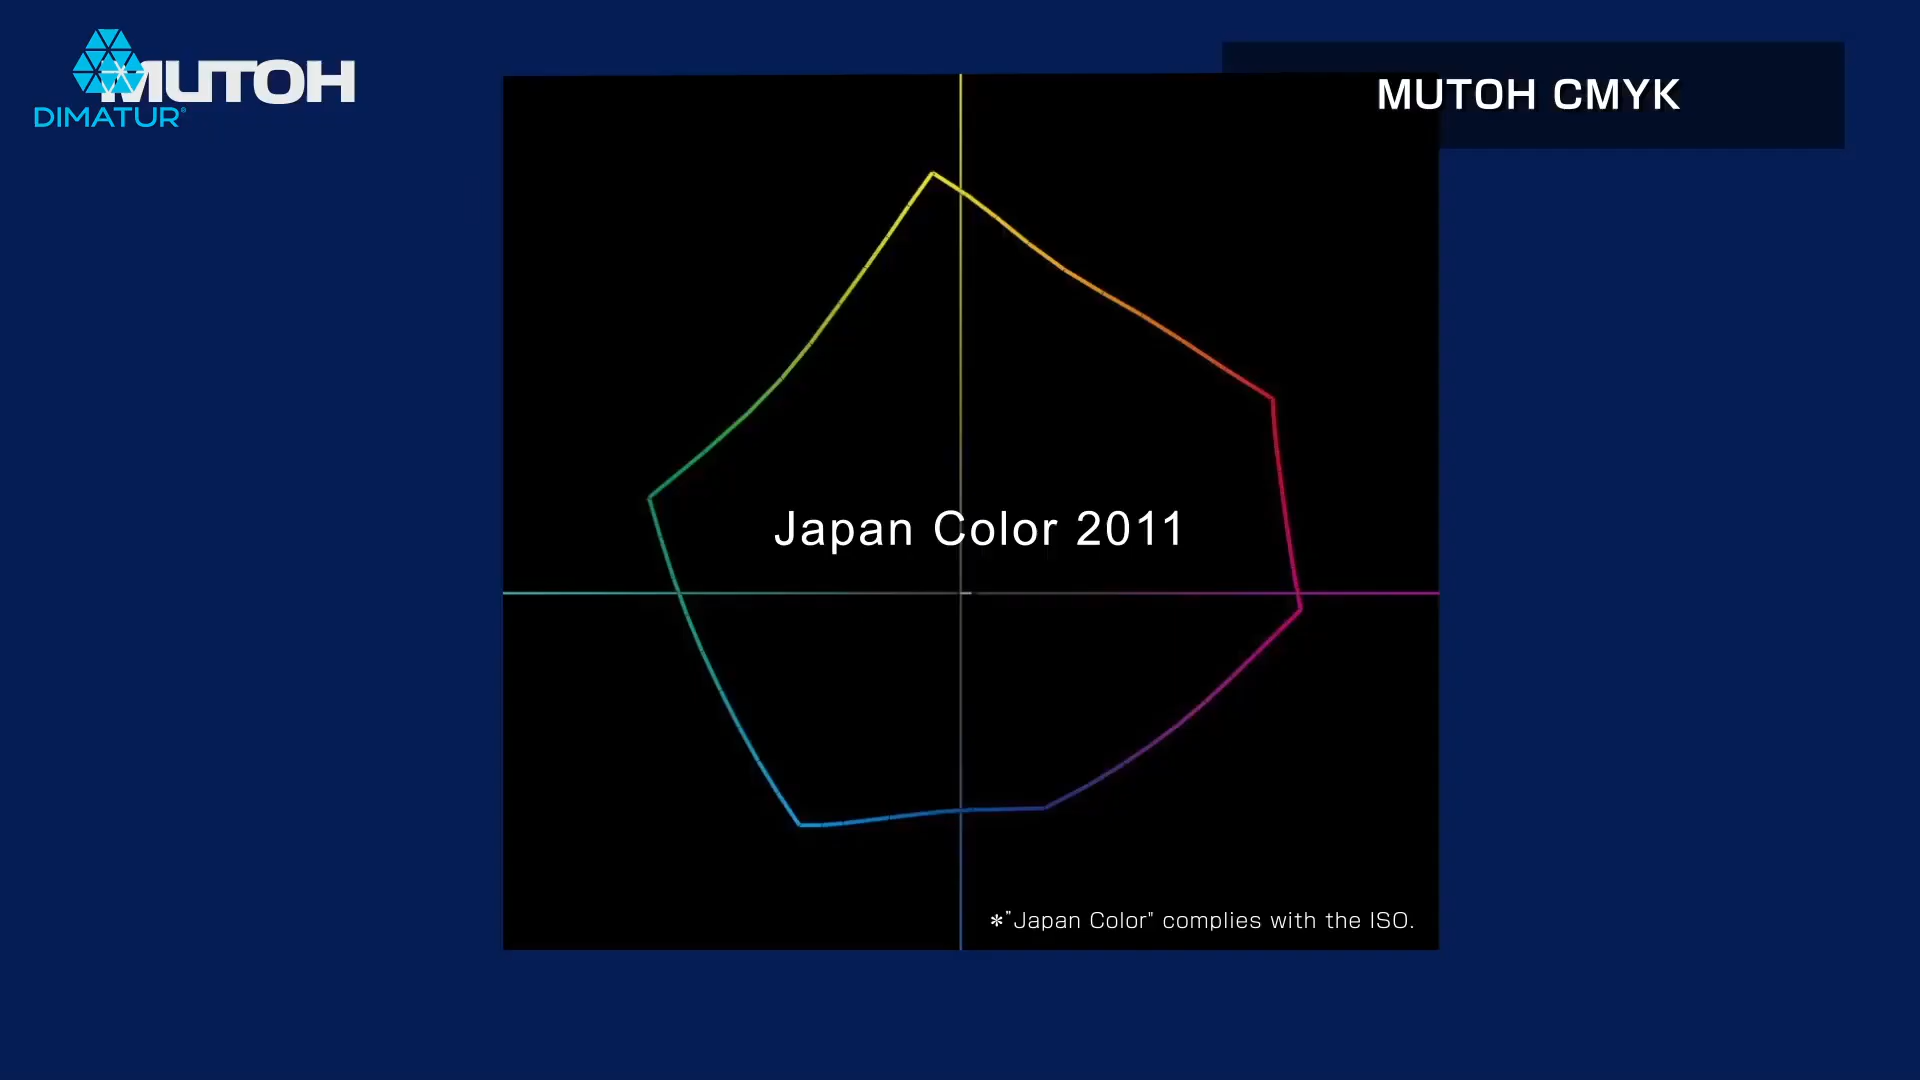 MUTOH
DIMATUR®
MUTOH CMYK
Japan Color 2011
*"Japan Color" complies with the ISO.